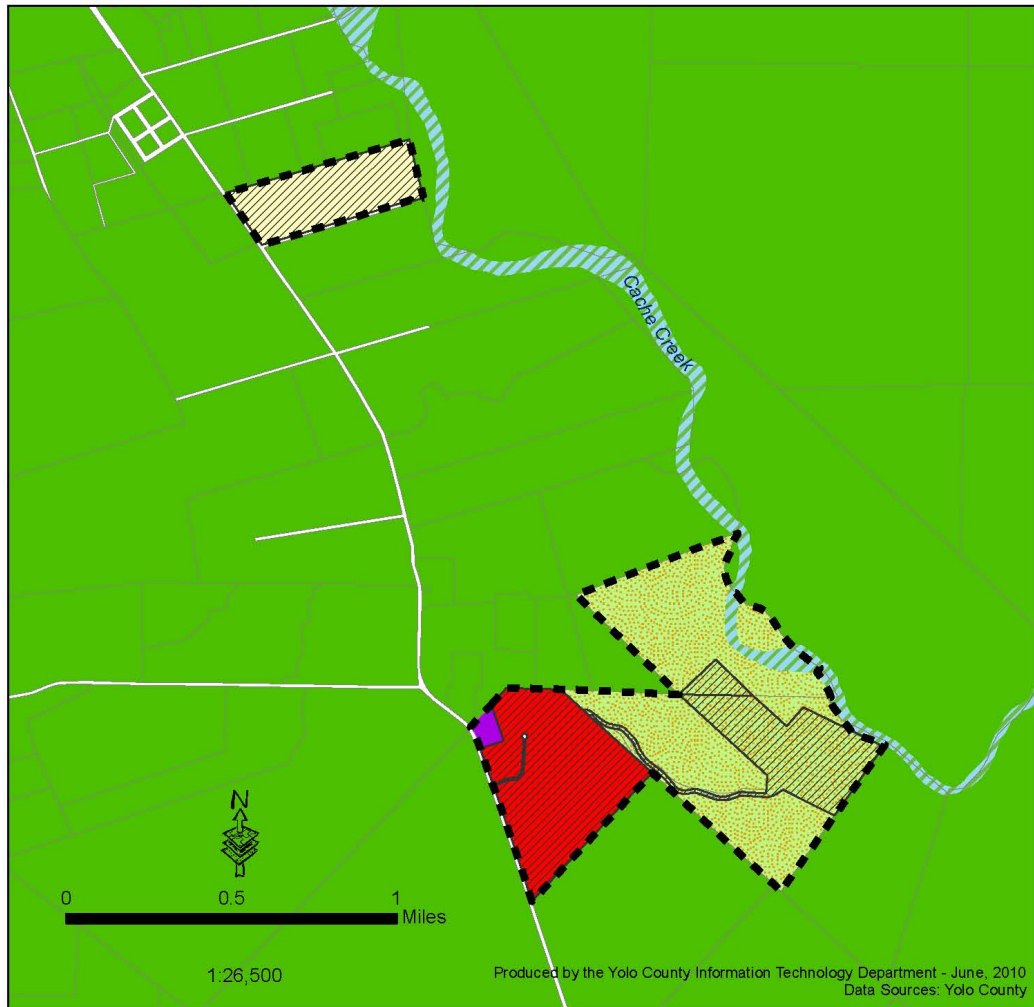 Cache Creek
N
0 0.5 1
Miles
1:26,500
Produced by the Yolo County Information Technology Department - June, 2010
Data Sources: Yolo County